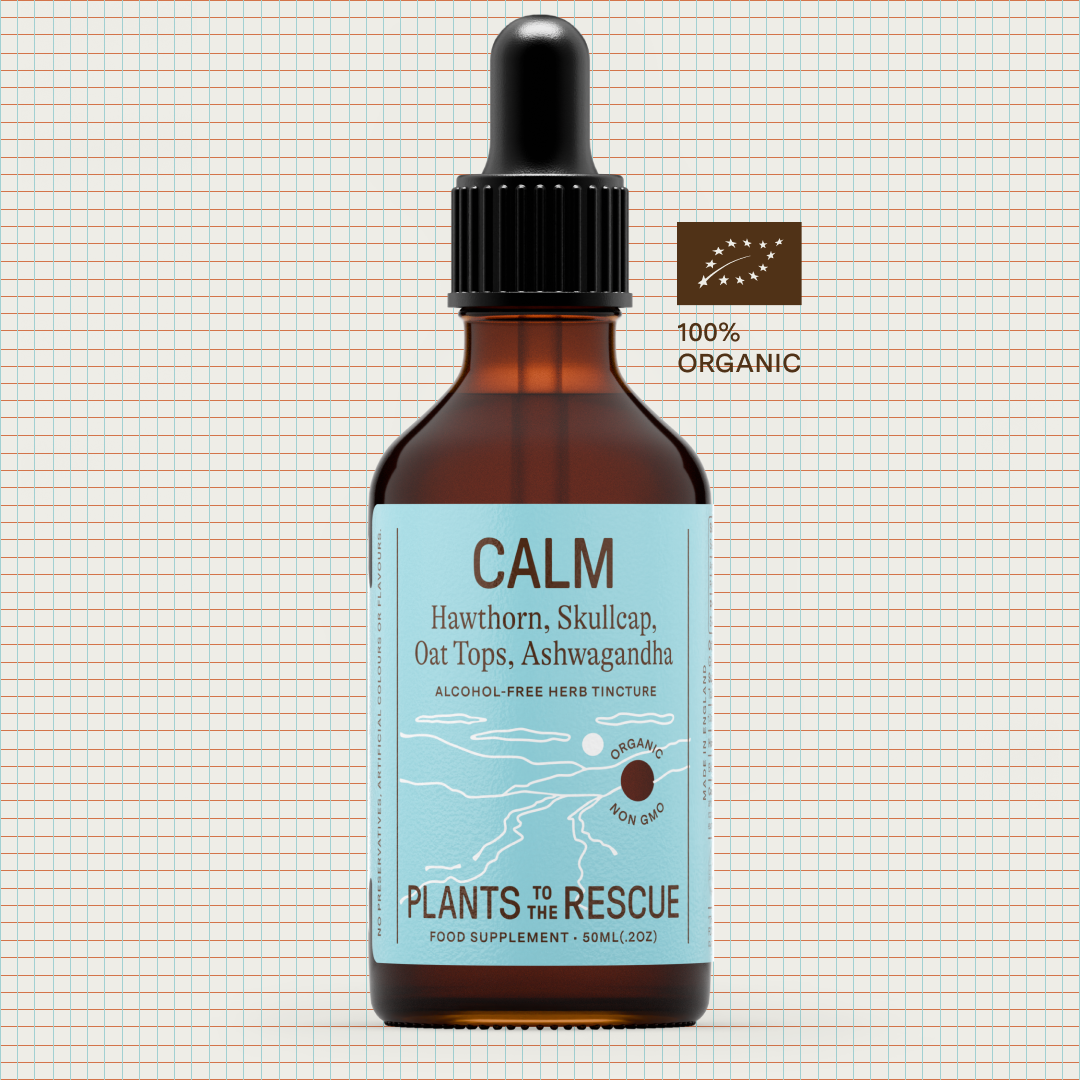 100%
ORGANIC
CALM
Hawthorn, Skullcap,
Oat Tops, Ashwagandha
ALCOHOL-FREE HERB TINCTURE
ORGANIC
NON GMO
PLANTS TO THE RESCUE
FOOD SUPPLEMENT · 50ML(.2OZ)
NO PRESERVATIVES, ARTIFICIAL COLOURS OR FLAVOURS.
MADE IN ENGLAND